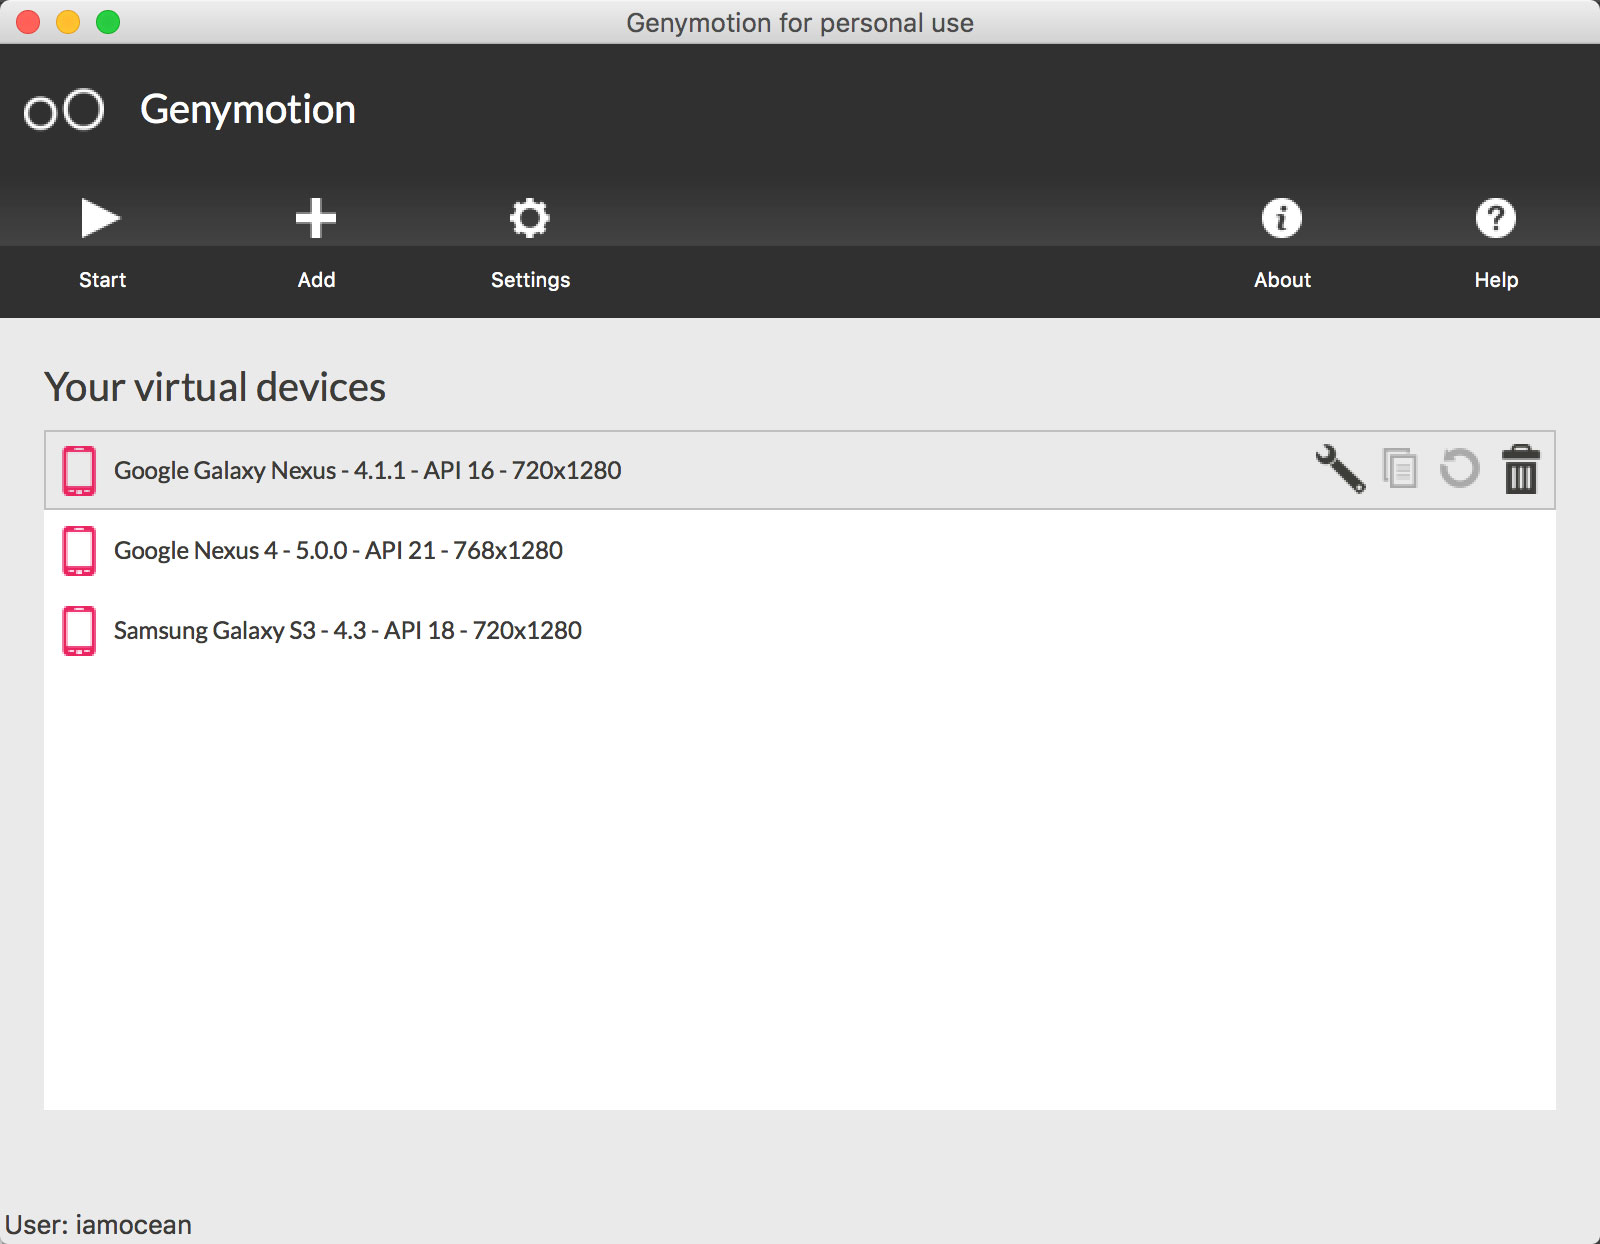 Genymotion for personal use
Genymotion
Start Add Settings About Help
Your virtual devices
Google Galaxy Nexus - 4.1.1 - API 16 - 720x1280
Google Nexus 4 - 5.0.0 - API 21 - 768x1280
Samsung Galaxy S3 - 4.3 - API 18 - 720x1280
User: iamocean